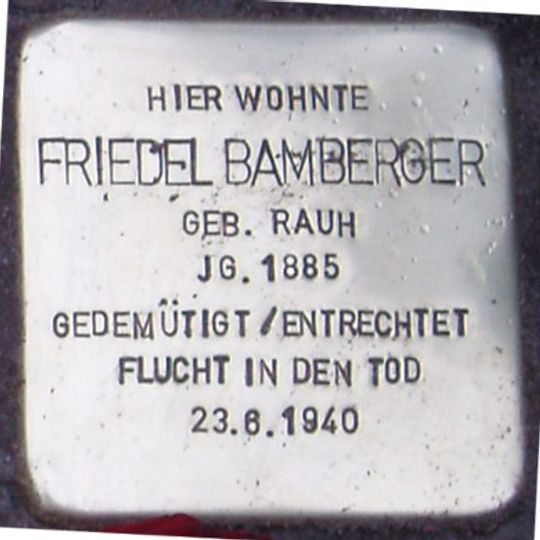 HIER WOHNTE
FRIEDEL BAMBERGER
GEB. RAUH
JG. 1885
GEDEMÜTIGT / ENTRECHTET
FLUCHT IN DEN TOD
23.6.1940